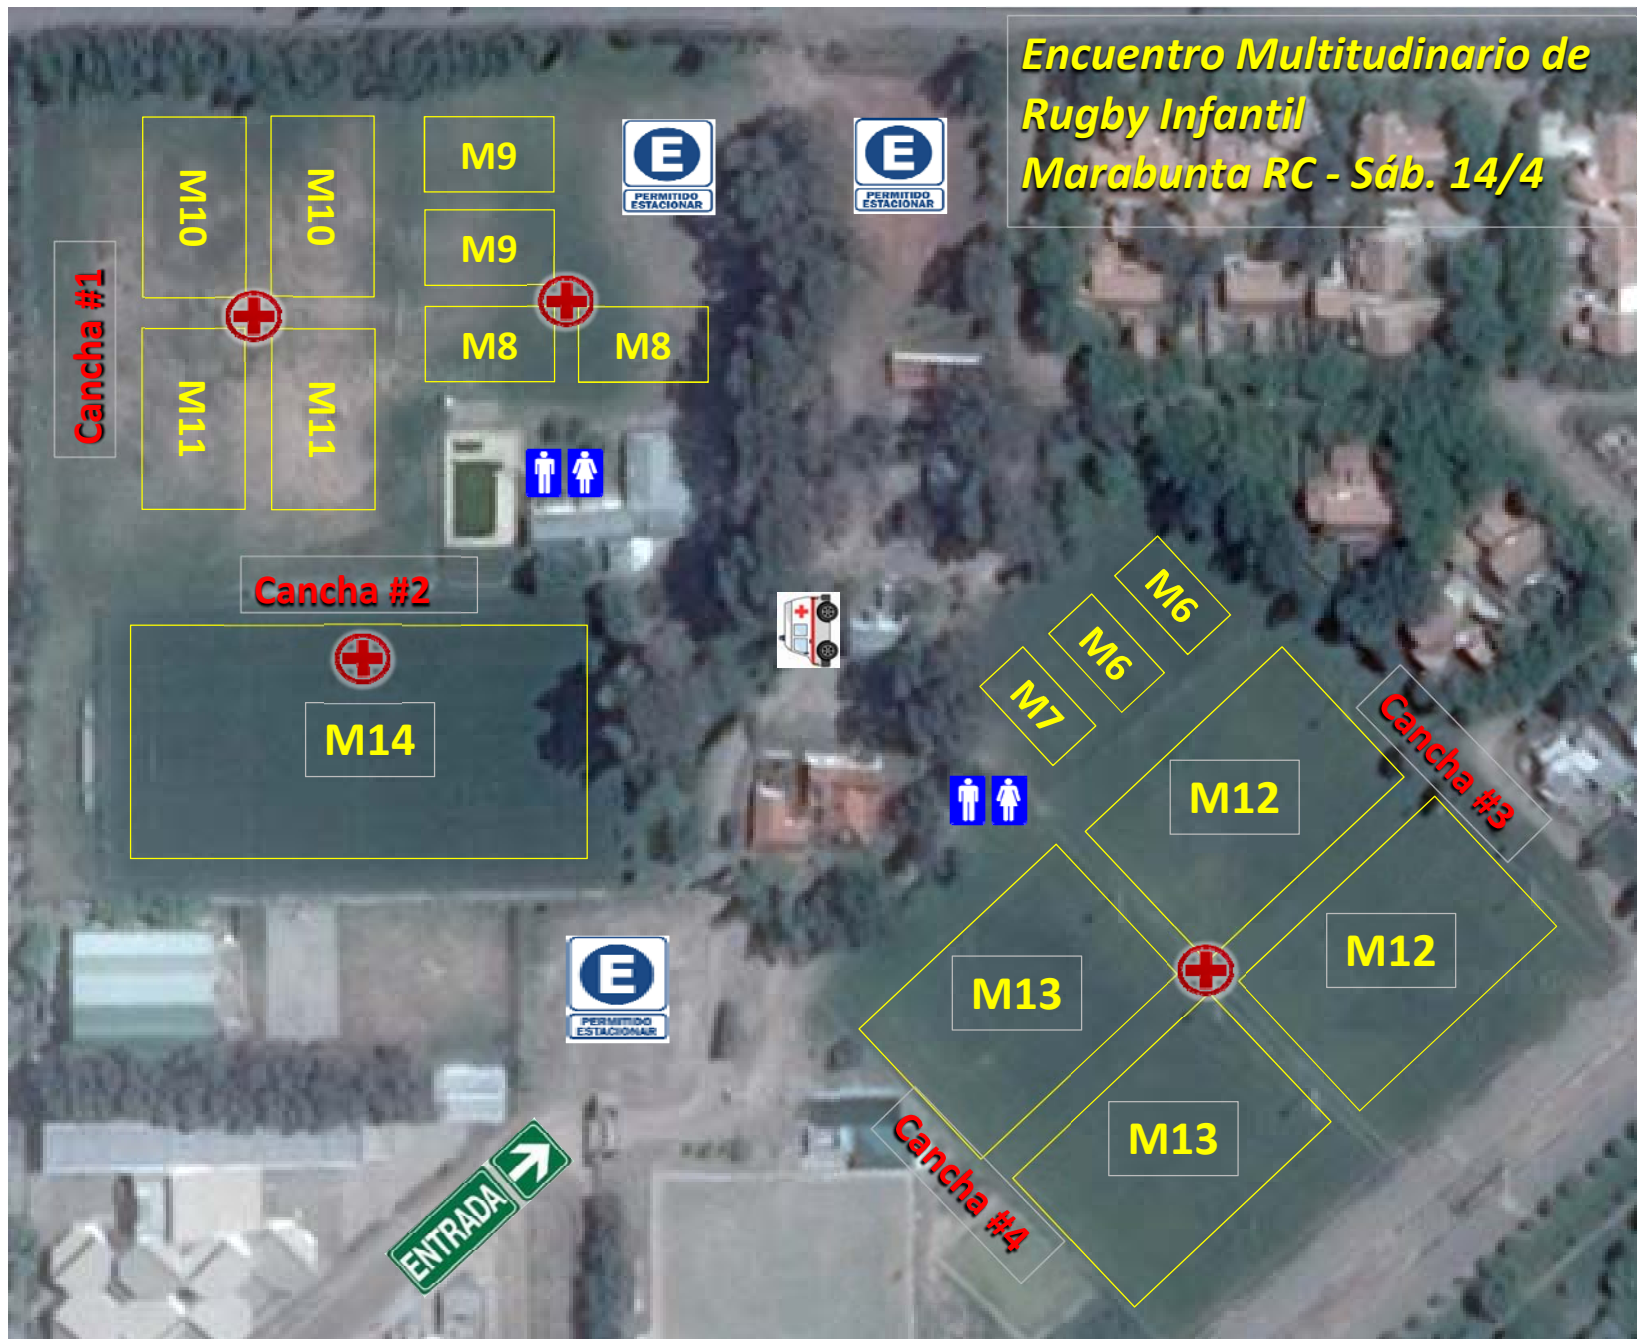 Encuentro Multitudinario de
Rugby Infantil
Marabunta RC - Sáb. 14/4
M10
M10
M9
E
PERMITIDO
ESTACIONAR
E
PERMITIDO
ESTACIONAR
M9
Cancha #1
M11
M11
M8
M8
Cancha #2
M14
M6
M6
M7
Cancha #3
M12
M12
M13
M13
Cancha #4
E
PERMITIDO
ESTACIONAR
ENTRADA